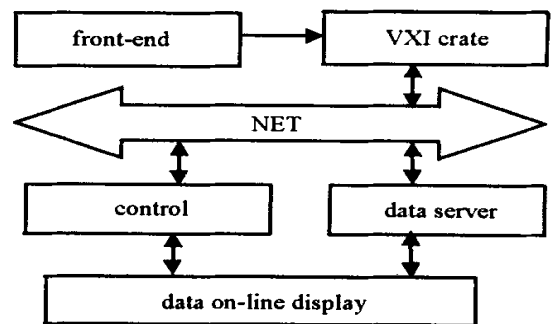 front-end
VXI crate
NET
control
data server
data on-line display